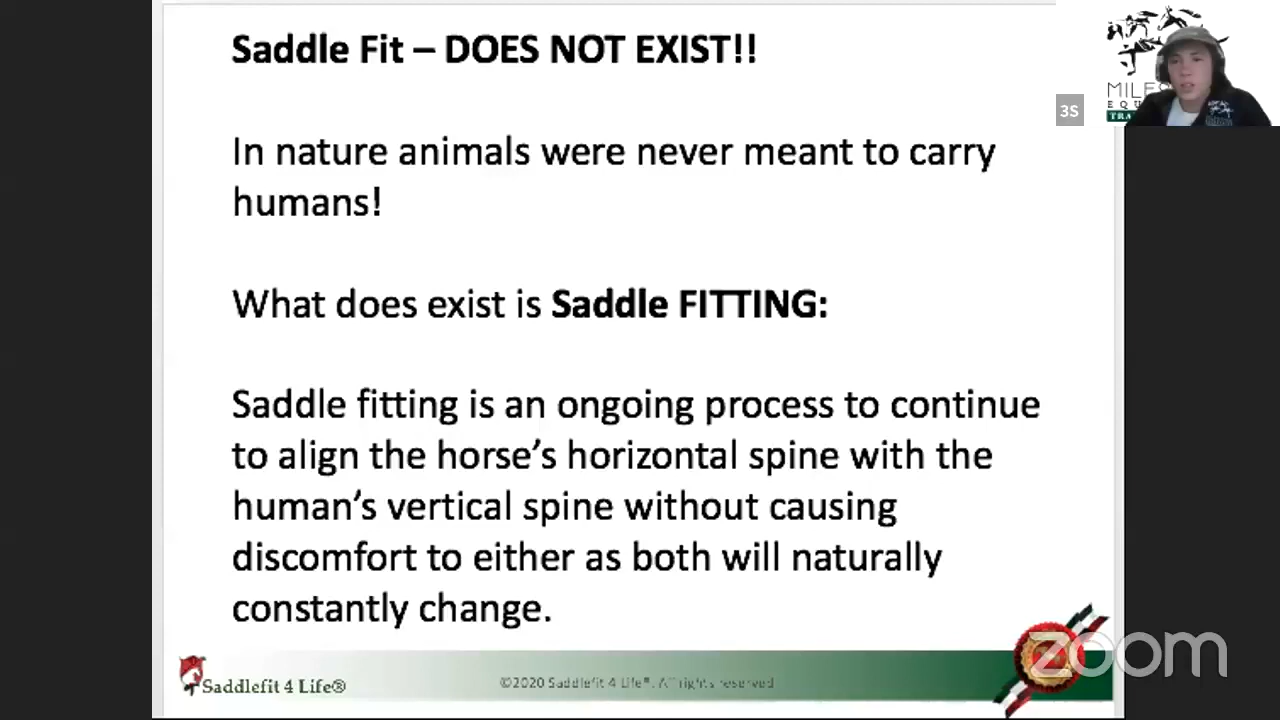 Saddle Fit – DOES NOT EXIST!!
In nature animals were never meant to carry
humans!
What does exist is Saddle FITTING:
Saddle fitting is an ongoing process to continue
to align the horse’s horizontal spine with the
human’s vertical spine without causing
discomfort to either as both will naturally
constantly change.
Saddlefit 4 Life®
©2020 Saddlefit 4 Life®. All rights reserved
zoom
3S
MILES
EQU
TRA